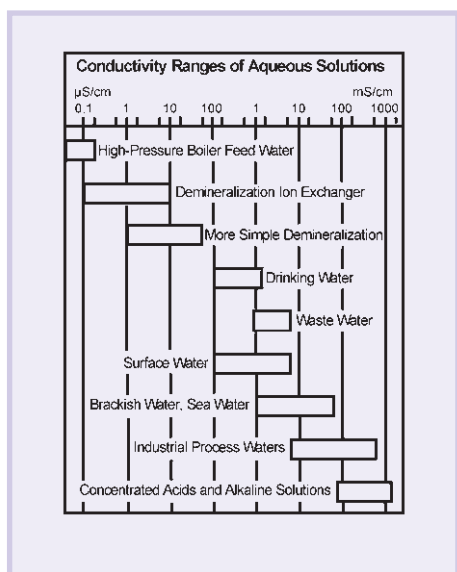 Conductivity Ranges of Aqueous Solutions
µS/cm mS/cm
0.1 1 10 100 1 10 100 1000
High-Pressure Boiler Feed Water
Demineralization Ion Exchanger
More Simple Demineralization
Drinking Water
Waste Water
Surface Water
Brackish Water, Sea Water
Industrial Process Waters
Concentrated Acids and Alkaline Solutions